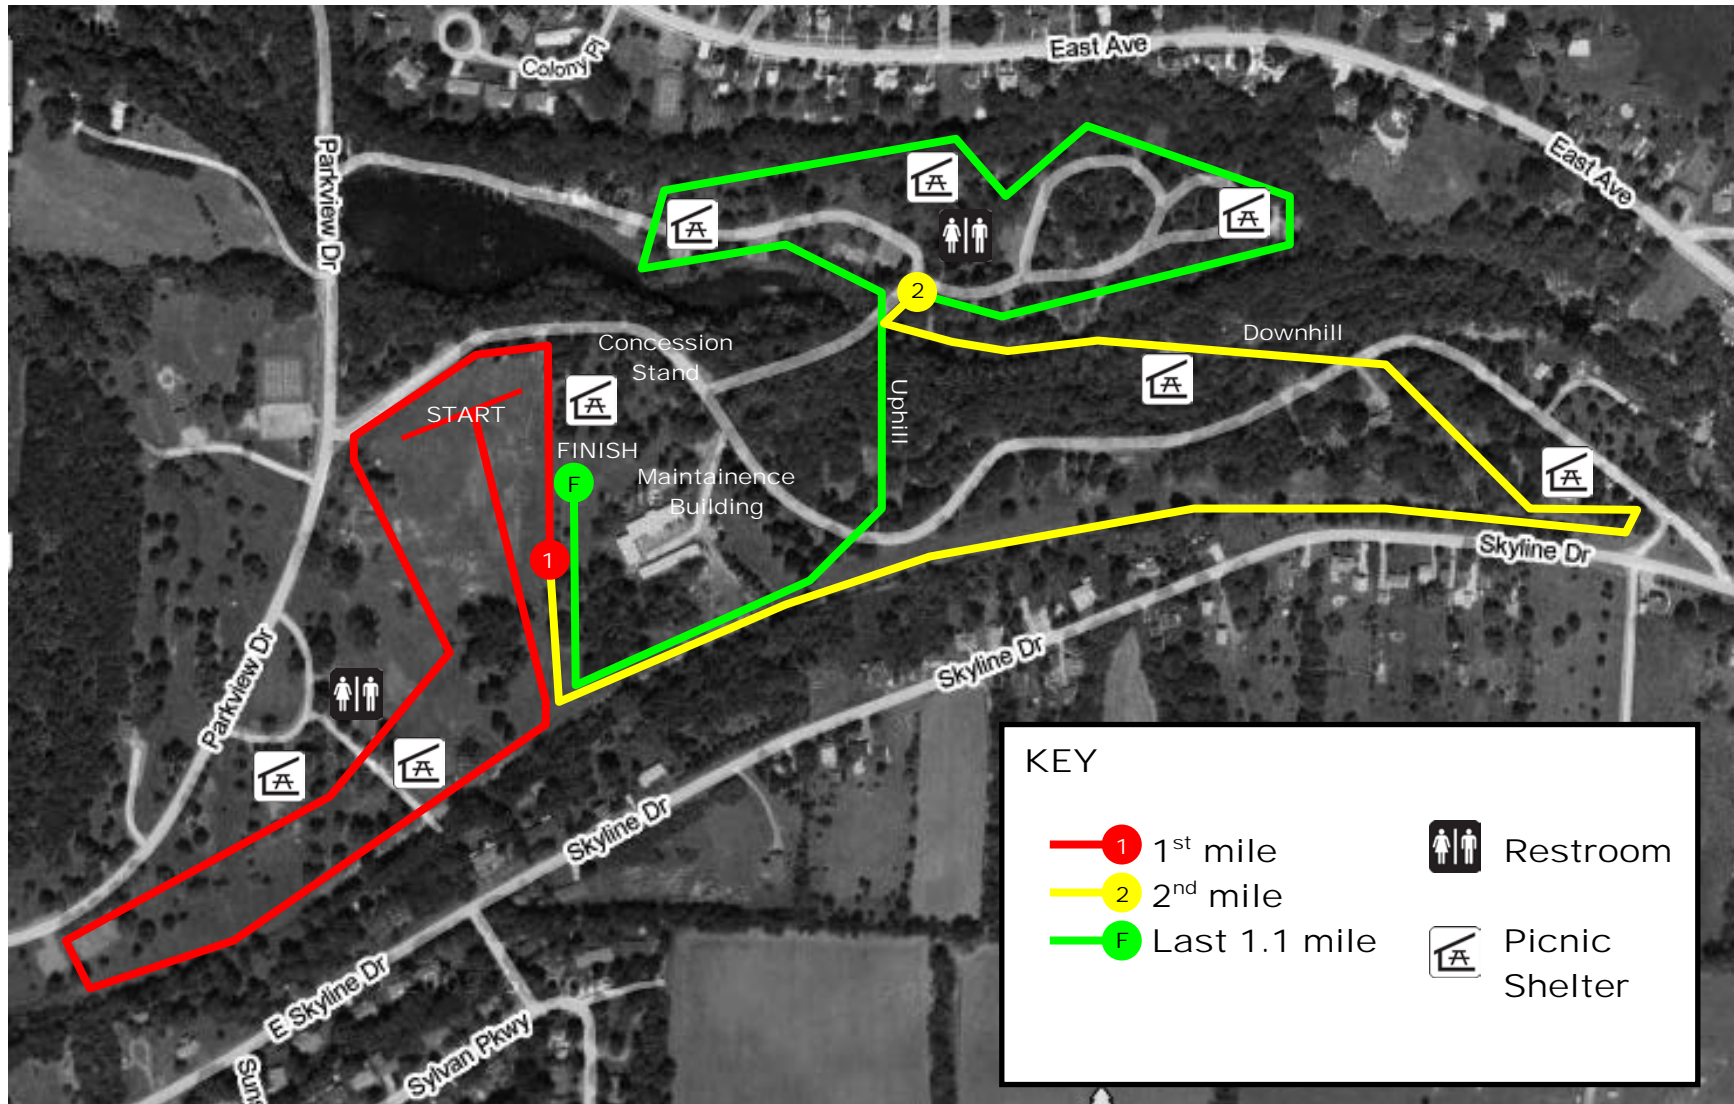 East Ave
Colony Pl
Parkview Dr
East Ave
2
Concession
Stand
Downhill
Uphill
START
FINISH
F
Maintainence
Building
1
Skyline Dr
Parkview Dr
Skyline Dr
Skyline Dr
E Skyline Dr
Sylvan Pkwy
KEY
1 1st mile
2 2nd mile
F Last 1.1 mile
Restroom
Picnic
Shelter